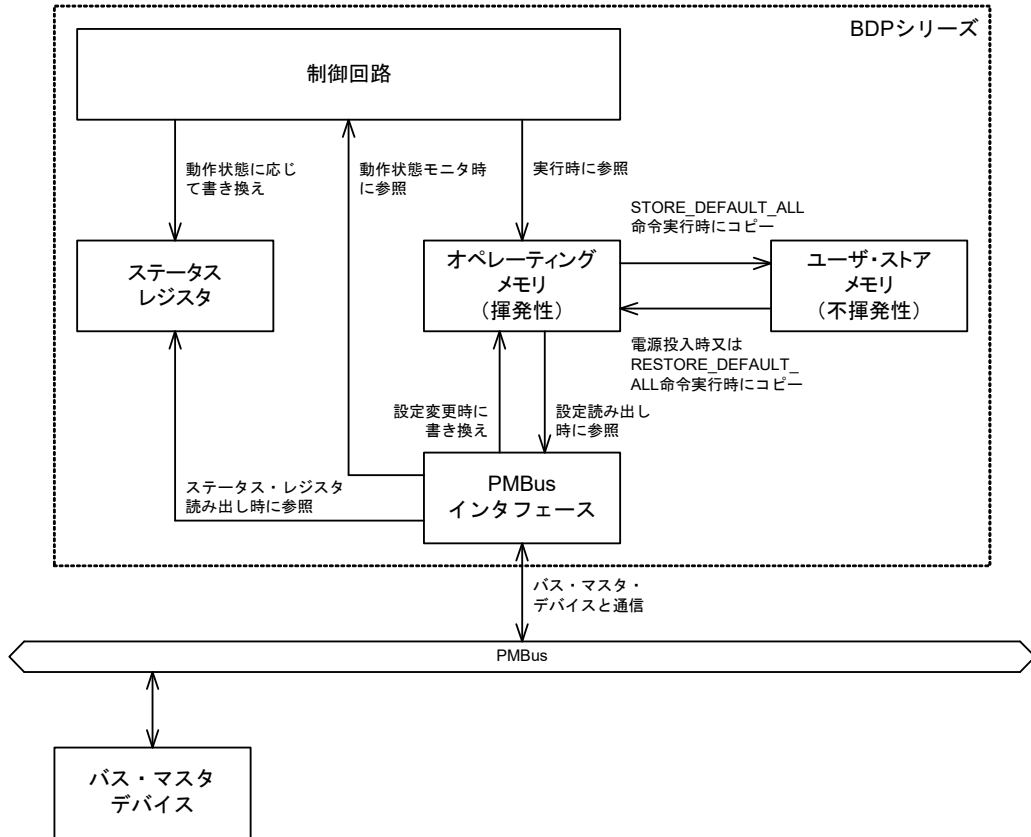 BDPシリーズ
制御回路
動作状態に応じ
て書き換え
動作状態モニタ時
に参照
実行時に参照
STORE_DEFAULT_ALL
命令実行時にコピー
ステータス
レジスタ
オペレーティング
メモリ
（揮発性）
ユーザ・ストア
メモリ
（不揮発性）
電源投入時又は
RESTORE_DEFAULT_
ALL命令実行時にコピー
設定変更時に
書き換え
設定読み出し
時に参照
ステータス・レジスタ
読み出し時に参照
PMBus
インタフェース
バス・マスタ・
デバイスと通信
PMBus
バス・マスタ
デバイス